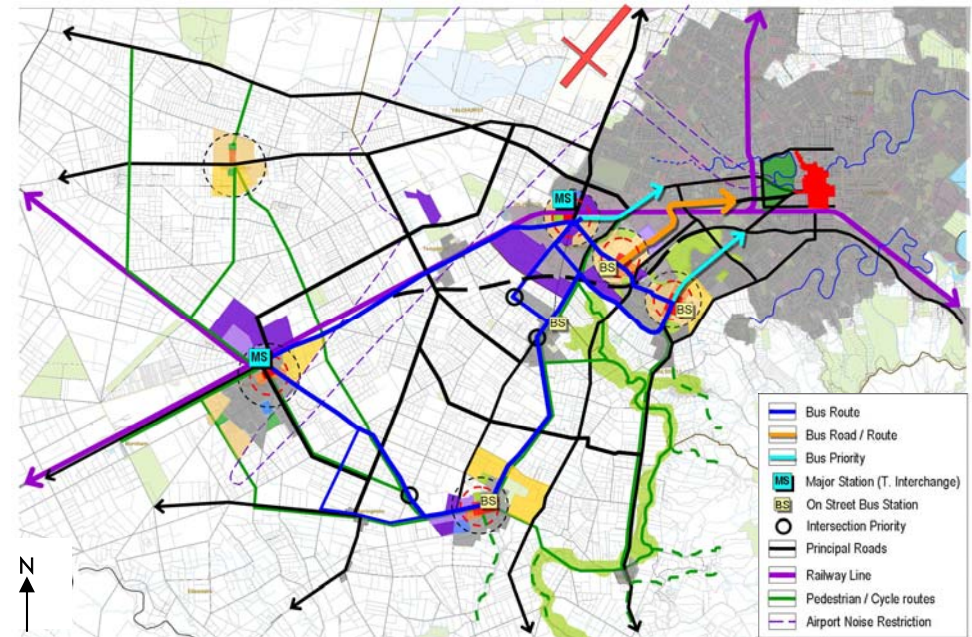 MS
BS
BS
BS
MS
BS
N
Bus Route
Bus Road / Route
Bus Priority
MS Major Station (T. Interchange)
BS On Street Bus Station
Intersection Priority
Principal Roads
Railway Line
Pedestrian / Cycle routes
Airport Noise Restriction